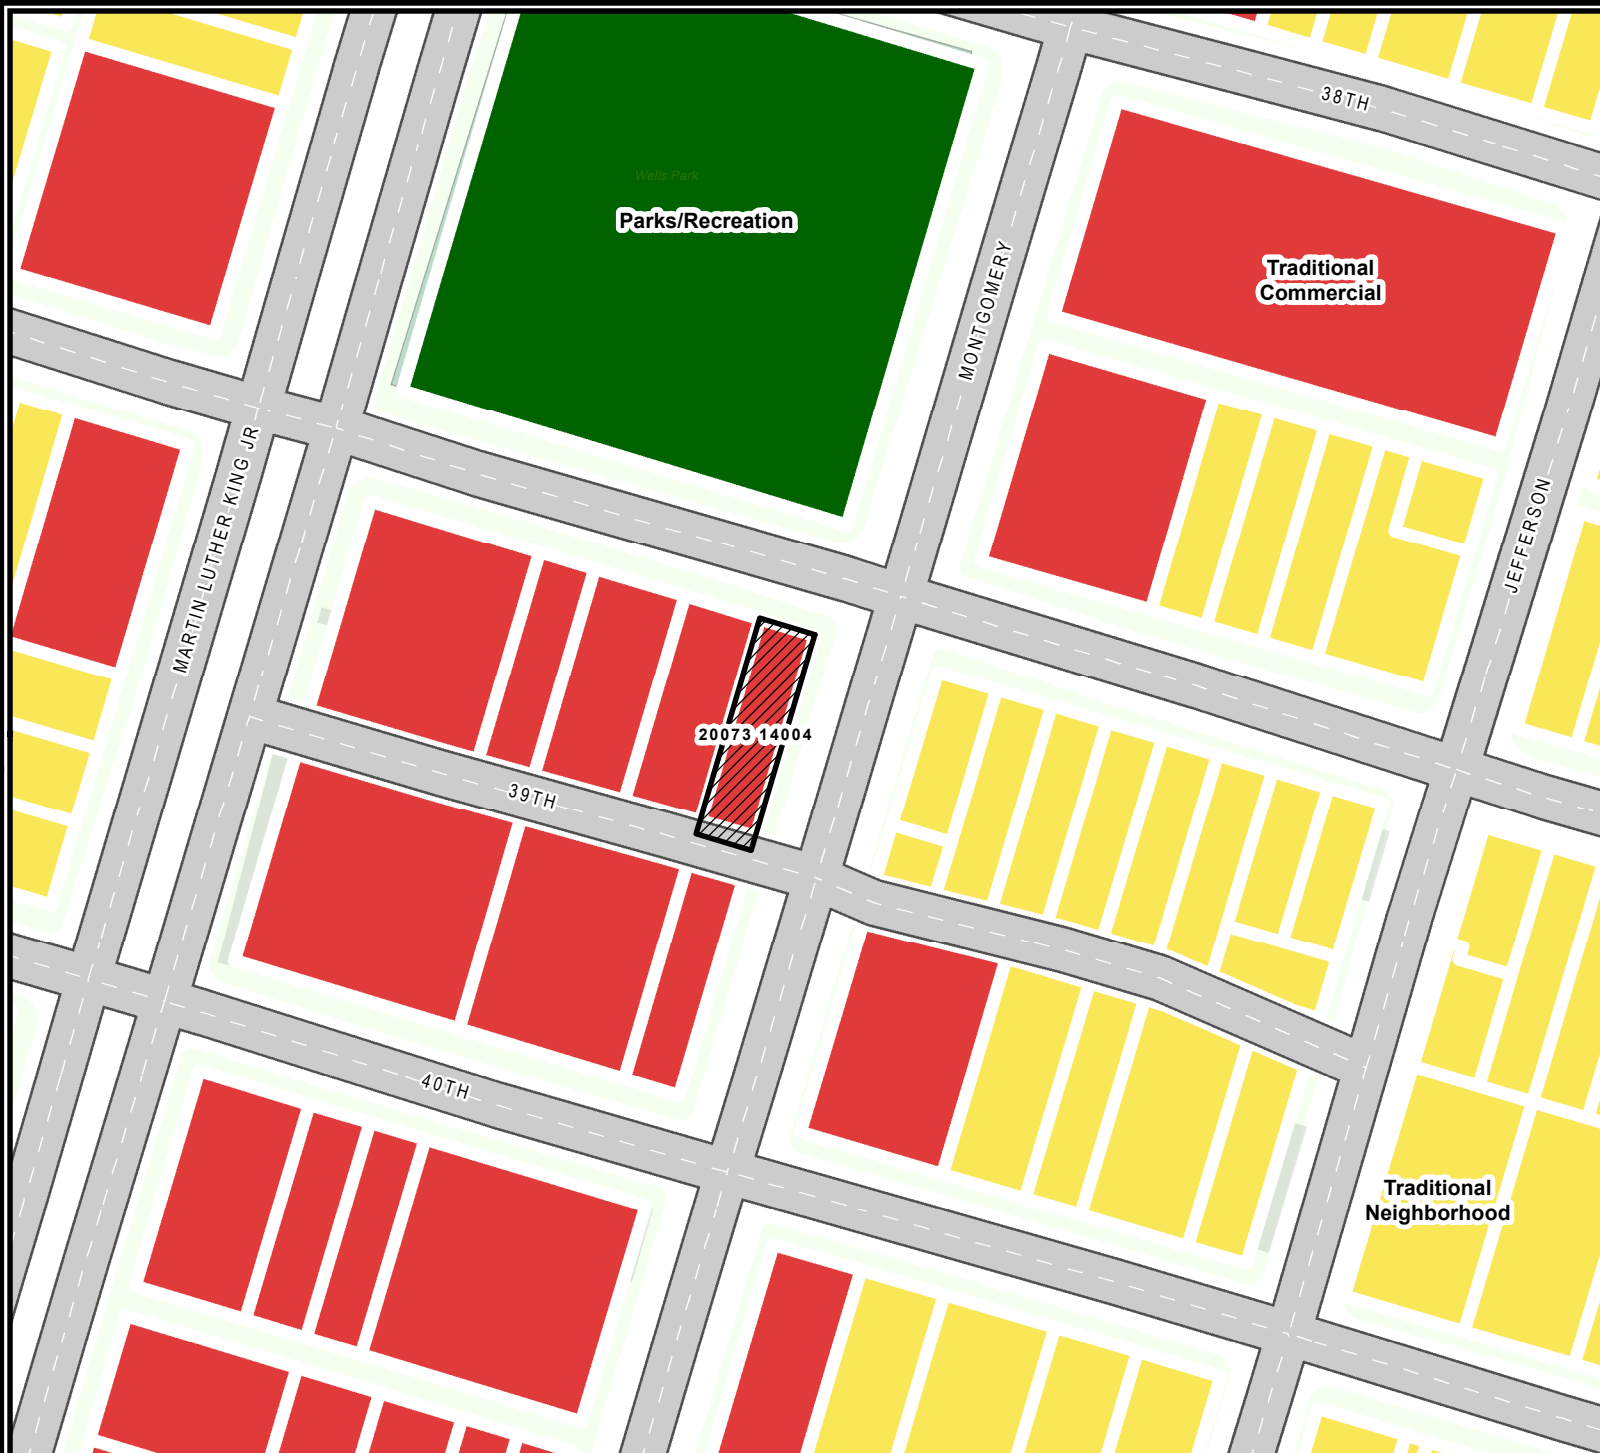 38TH
Wells Park
Parks/Recreation
Traditional
Commercial
MONTGOMERY
MARTIN LUTHER KING JR
JEFFERSON
20073 14004
39TH
40TH
Traditional
Neighborhood